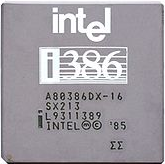 intel
i386
A80386DX-16
SX213
L9311389
INTEL Ⓜ © '85
ΣΣ